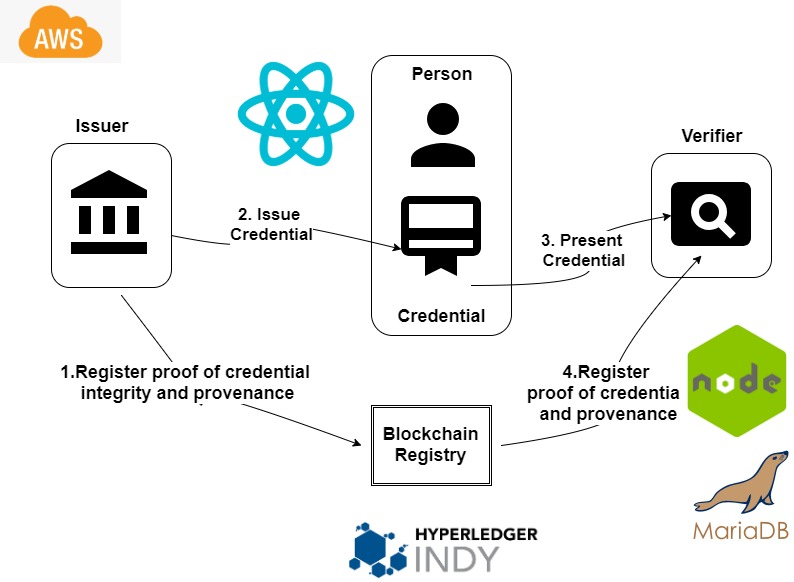 AWS
Person
Issuer
Verifier
2. Issue
Credential
3. Present
Credential
Credential
1.Register proof of credential
integrity and provenance
4.Register
proof of credentia
and provenance
node
Blockchain
Registry
MariaDB
HYPERLEDGER
INDY